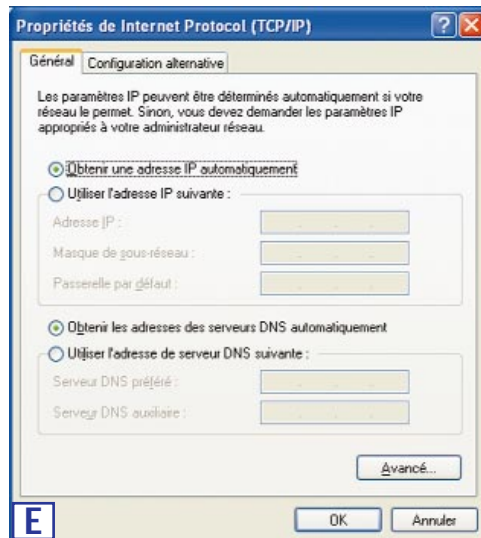 Propriétés de Internet Protocol (TCP/IP)
Général Configuration alternative
Les paramètres IP peuvent être déterminés automatiquement si votre
réseau le permet. Sinon, vous devez demander les paramètres IP
appropriés à votre administrateur réseau.
Obtenir une adresse IP automatiquement
Utiliser l'adresse IP suivante :
Adresse IP :
Masque de sous-réseau :
Passerelle par défaut :
Obtenir les adresses des serveurs DNS automatiquement
Utiliser l'adresse de serveur DNS suivante :
Serveur DNS préféré :
Serveur DNS auxiliaire :
Avancé...
E OK Annuler